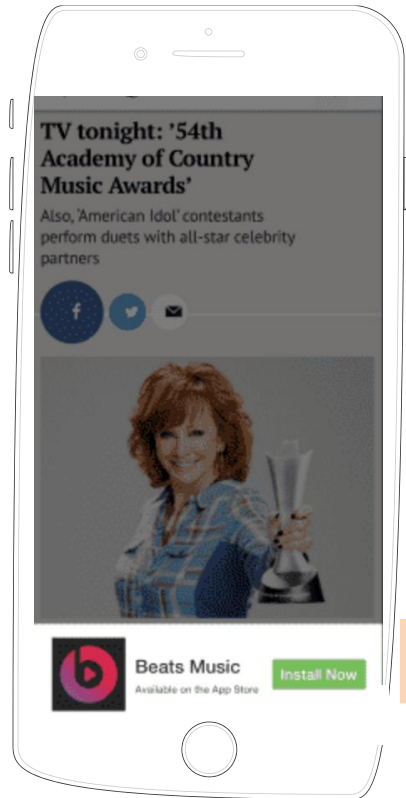 TV tonight: '54th
Academy of Country
Music Awards'
Also, 'American Idol' contestants
perform duets with all-star celebrity
partners
f
Beats Music
Available on the App Store
Install Now